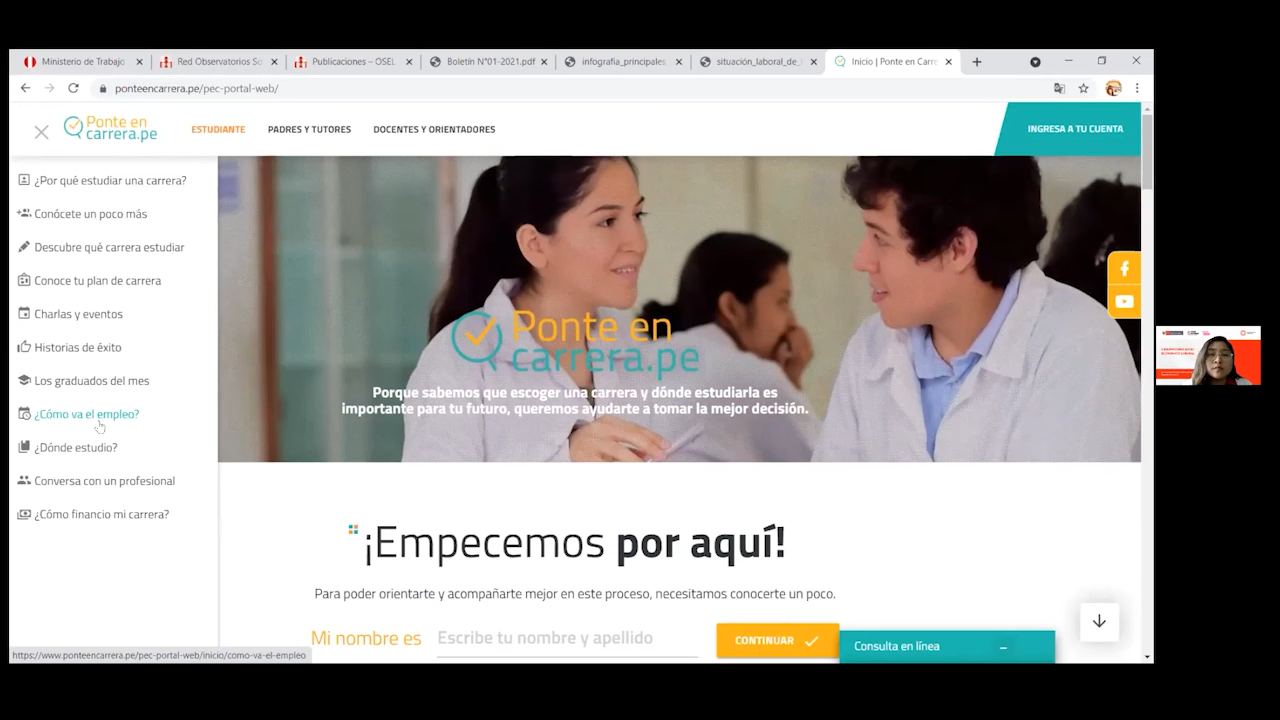 Ministerio de Trabajo
Red Observatorios So
Publicaciones – OSEL
Boletín N°01-2021.pdf
infografia_principales
situación_laboral_de_
Inicio | Ponte en Carre
ponteencarrera.pe/pec-portal-web/
Ponte en
carrera.pe
ESTUDIANTE
PADRES Y TUTORES
DOCENTES Y ORIENTADORES
INGRESA A TU CUENTA
¿Por qué estudiar una carrera?
Conócete un poco más
Descubre qué carrera estudiar
Conoce tu plan de carrera
Charlas y eventos
Historias de éxito
Los graduados del mes
¿Cómo va el empleo?
¿Dónde estudio?
Conversa con un profesional
¿Cómo financio mi carrera?
Ponte en
carrera.pe
Porque sabemos que escoger una carrera y dónde estudiarla es
importante para tu futuro, queremos ayudarte a tomar la mejor decisión.
¡Empecemos por aquí!
Para poder orientarte y acompañarte mejor en este proceso, necesitamos conocerte un poco.
Mi nombre es
Escribe tu nombre y apellido
CONTINUAR
Consulta en línea
https://www.ponteencarrera.pe/pec-portal-web/inicio/como-va-el-empleo